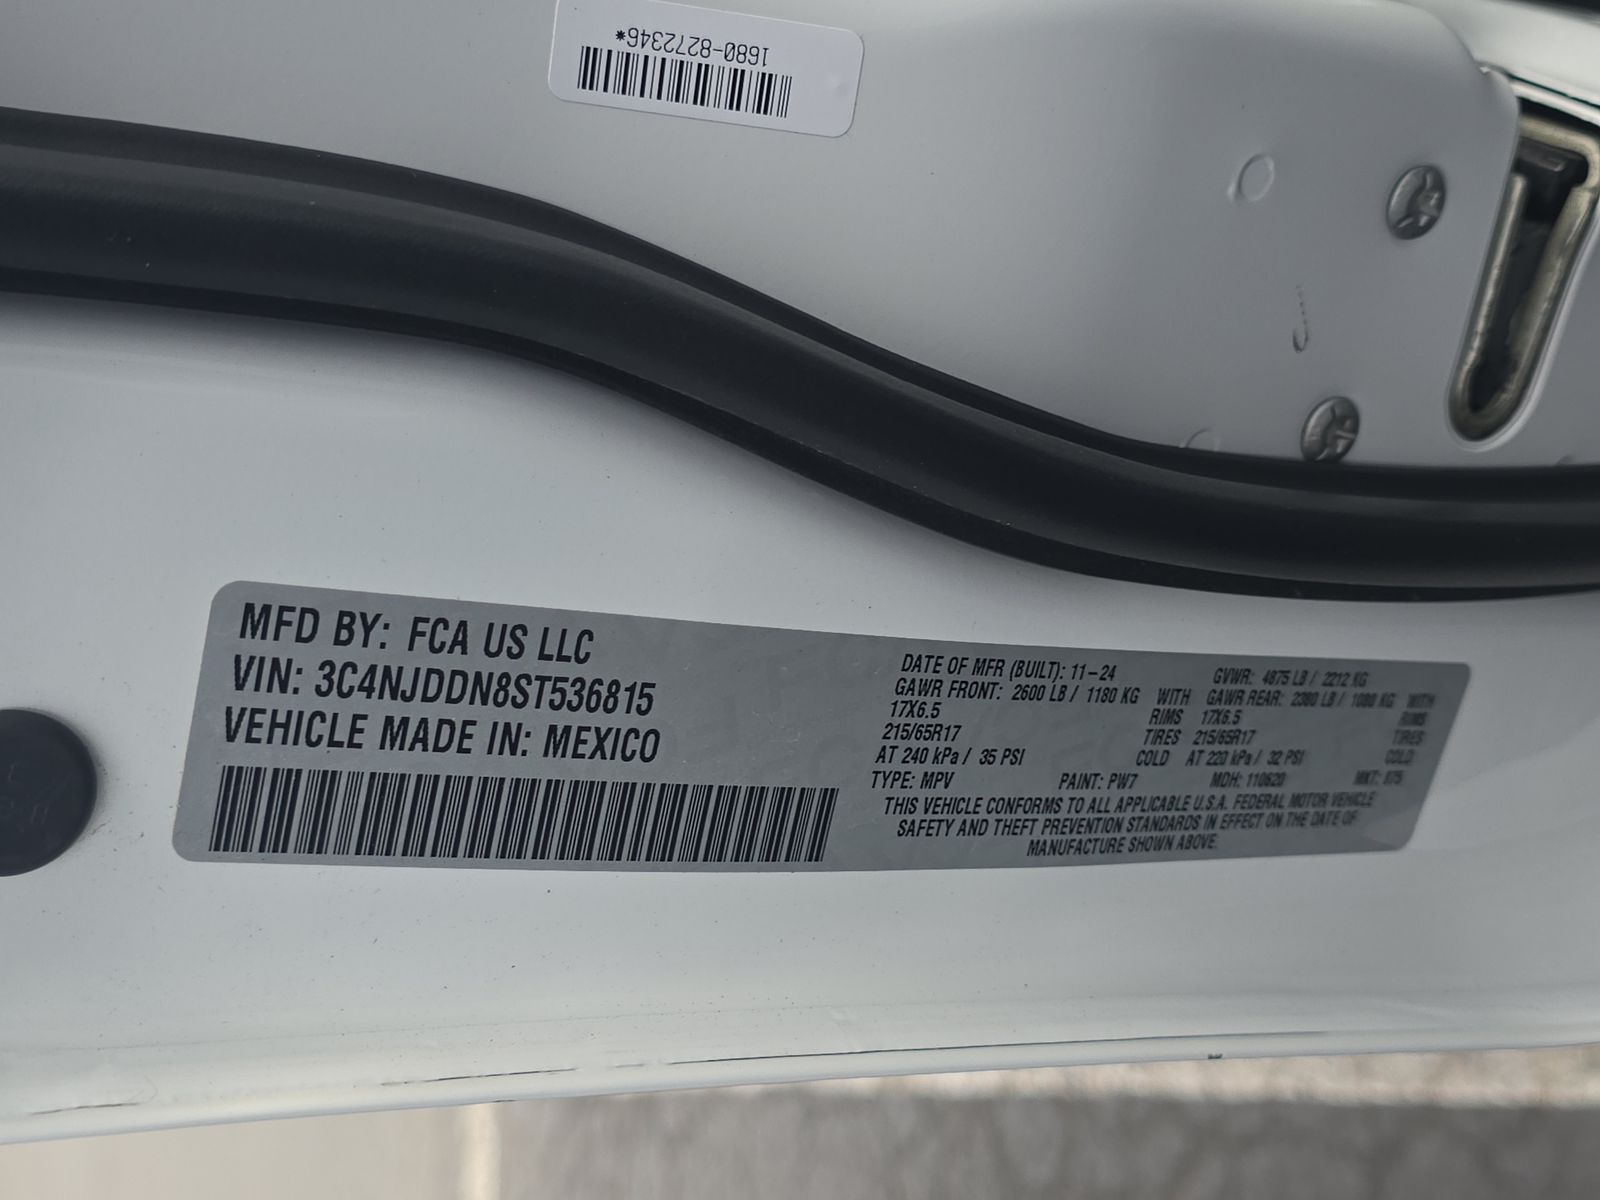 1680-8272346*
MFD BY: FCA US LLC
VIN: 3C4NJDDN8ST536815
VEHICLE MADE IN: MEXICO
DATE OF MFR (BUILT): 11-24 GVWR: 4875 LB / 2212 KG
GAWR FRONT: 2600 LB / 1180 KG WITH GAWR REAR: 2380 LB / 1080 KG WITH
17X6.5 RIMS 17X6.5 RIMS
215/65R17 TIRES 215/65R17 TIRES
AT 240 kPa / 35 PSI COLD AT 220 kPa / 32 PSI COLD
TYPE: MPV PAINT: PW7 MDH: 110620 MKT:
THIS VEHICLE CONFORMS TO ALL APPLICABLE U.S.A. FEDERAL MOTOR VEHICLE
SAFETY AND THEFT PREVENTION STANDARDS IN EFFECT ON THE DATE OF
MANUFACTURE SHOWN ABOVE.